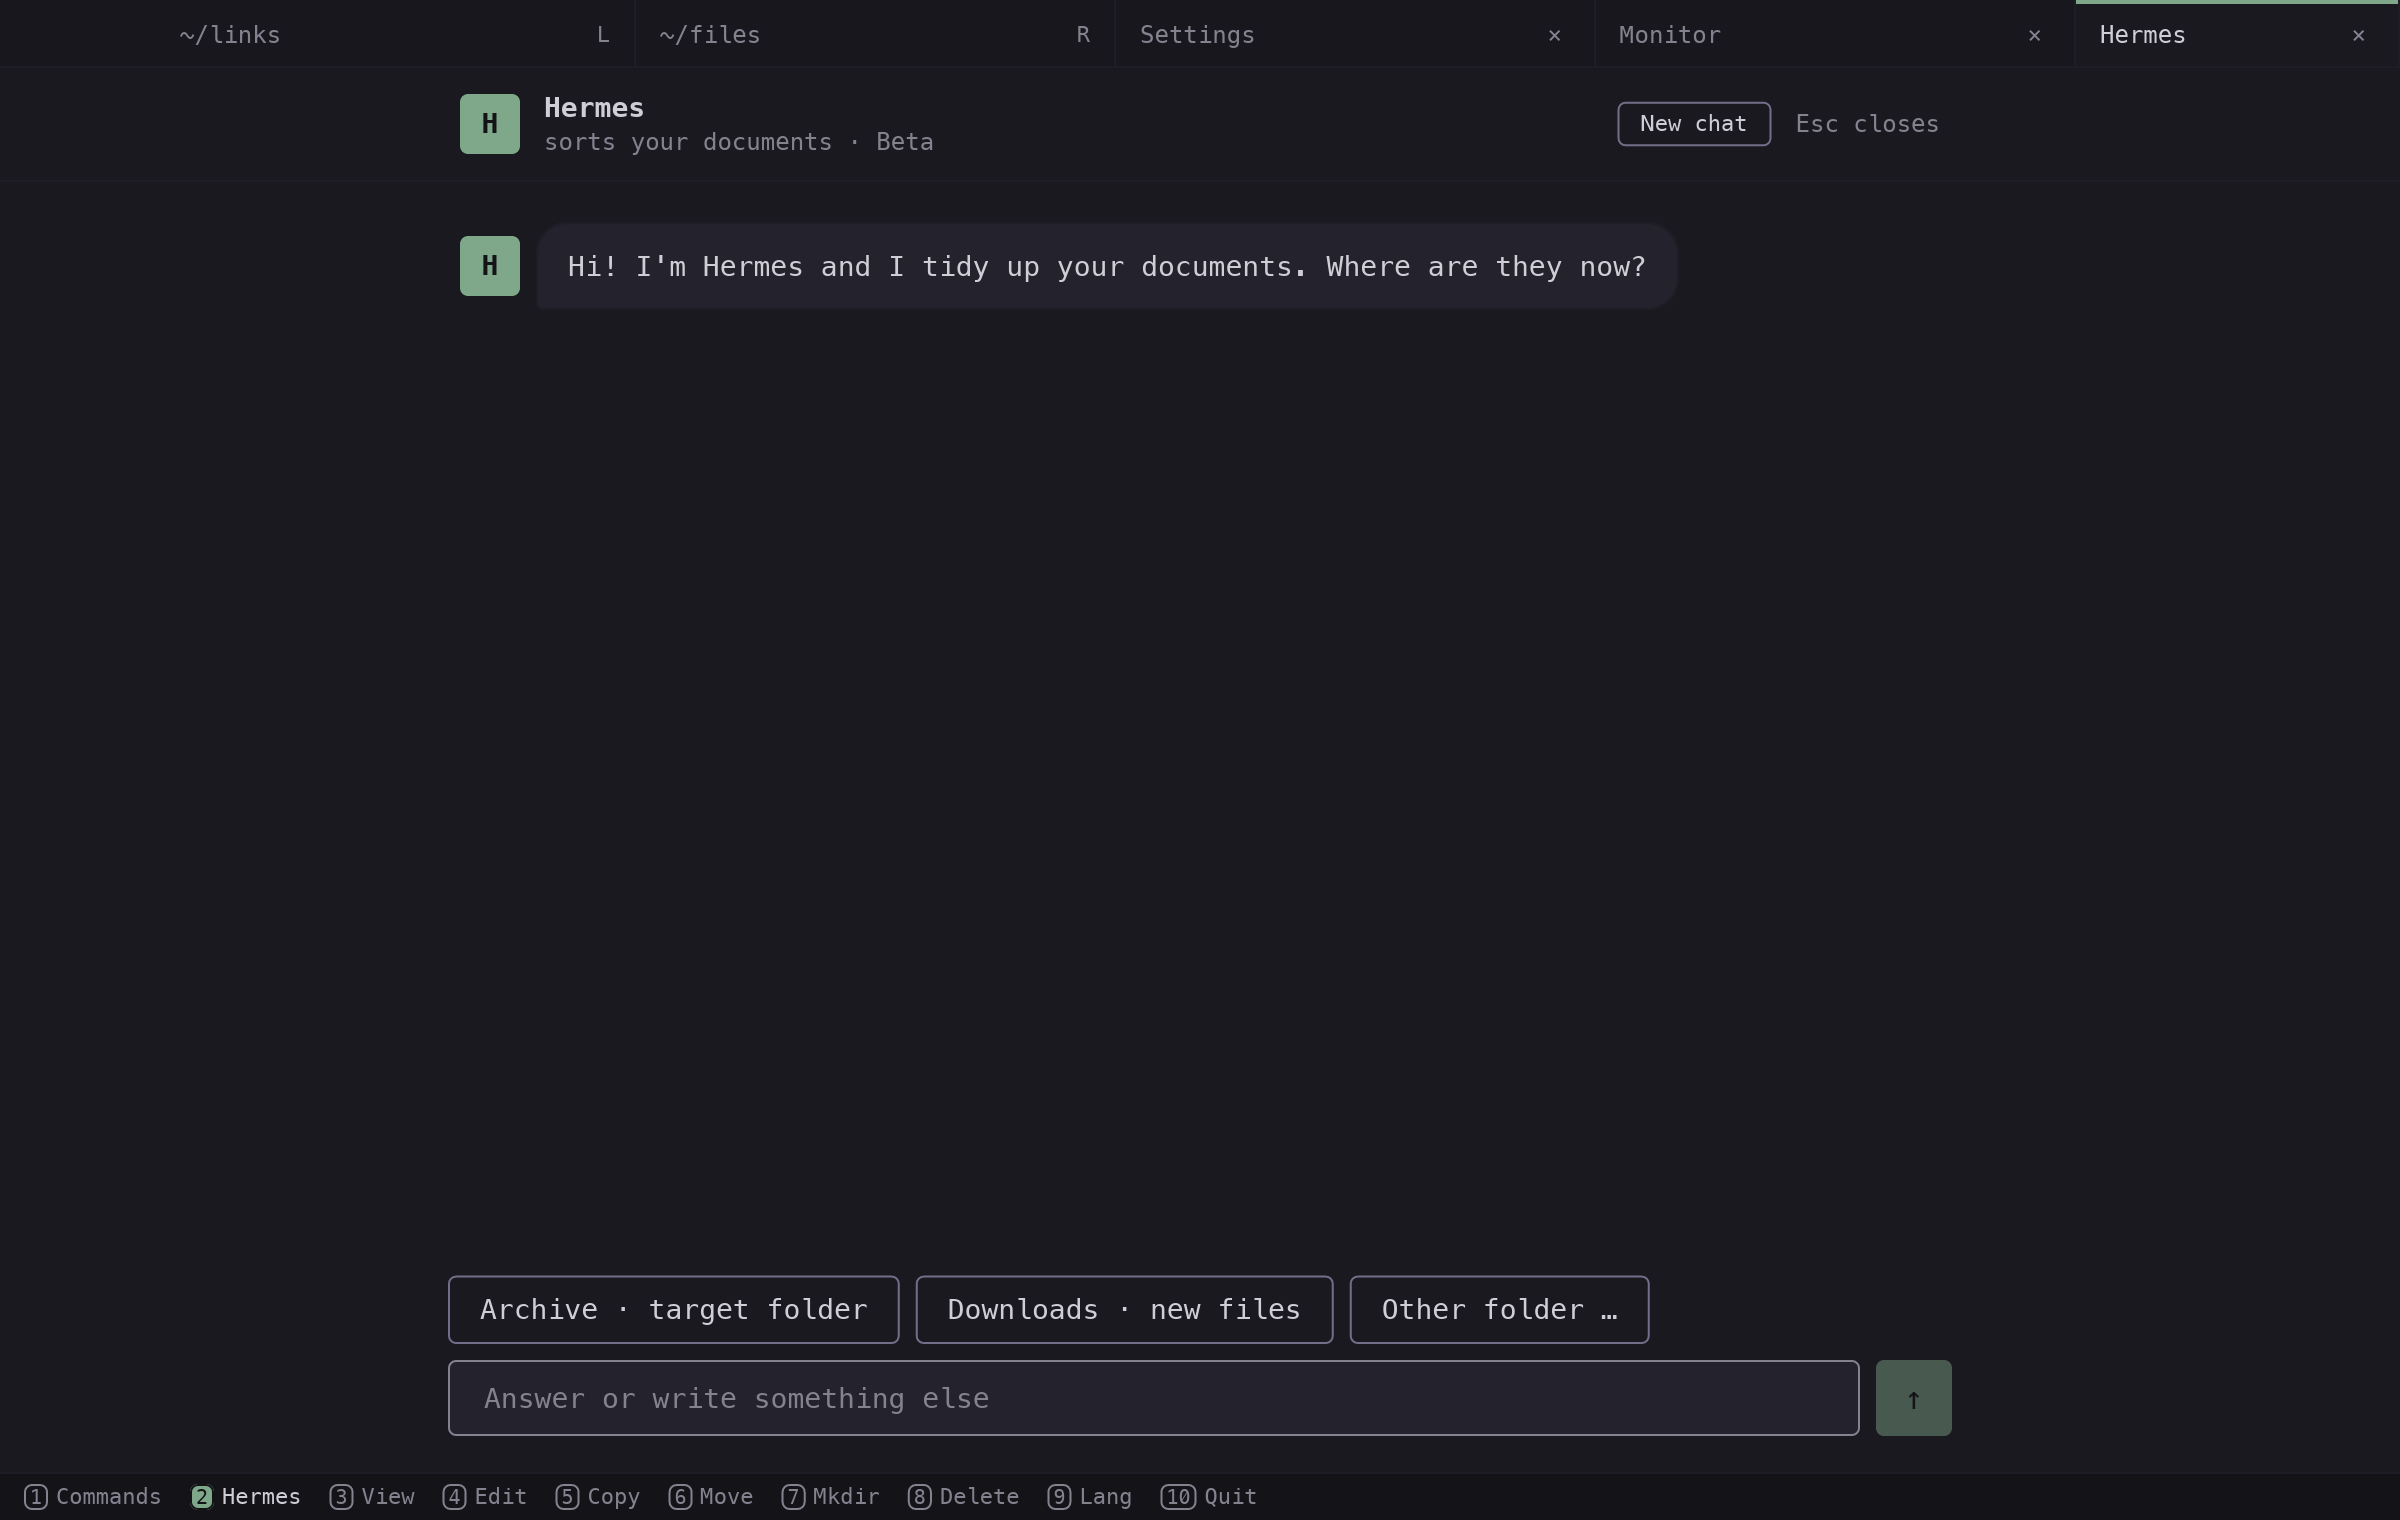 ~/links L ~/files R Settings × Monitor × Hermes ×
H Hermes
sorts your documents · Beta
New chat Esc closes
H Hi! I'm Hermes and I tidy up your documents. Where are they now?
Archive · target folder Downloads · new files Other folder …
Answer or write something else ↑
1 Commands 2 Hermes 3 View 4 Edit 5 Copy 6 Move 7 Mkdir 8 Delete 9 Lang 10 Quit